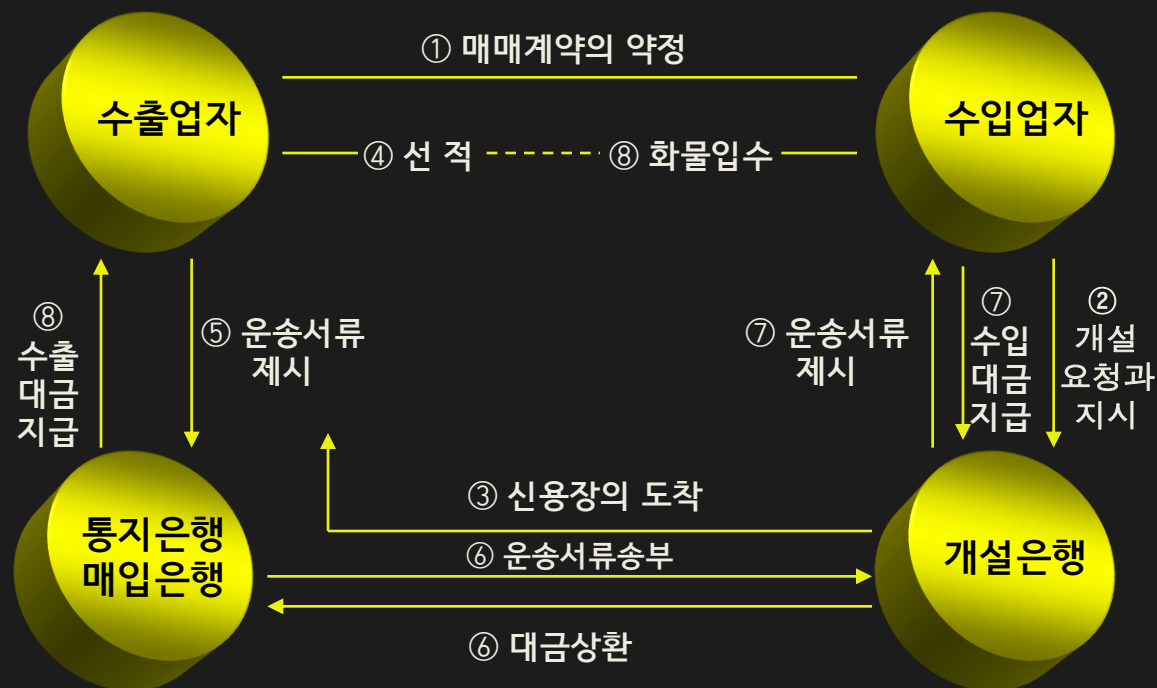 ① 매매계약의 약정
수출업자
수입업자
④ 선 적
⑧ 화물입수
⑧
수출
대금
지급
⑤ 운송서류
제시
⑦ 운송서류
제시
⑦
수입
대금
지급
②
개설
요청과
지시
③ 신용장의 도착
통지은행
매입은행
⑥ 운송서류송부
개설은행
⑥ 대금상환